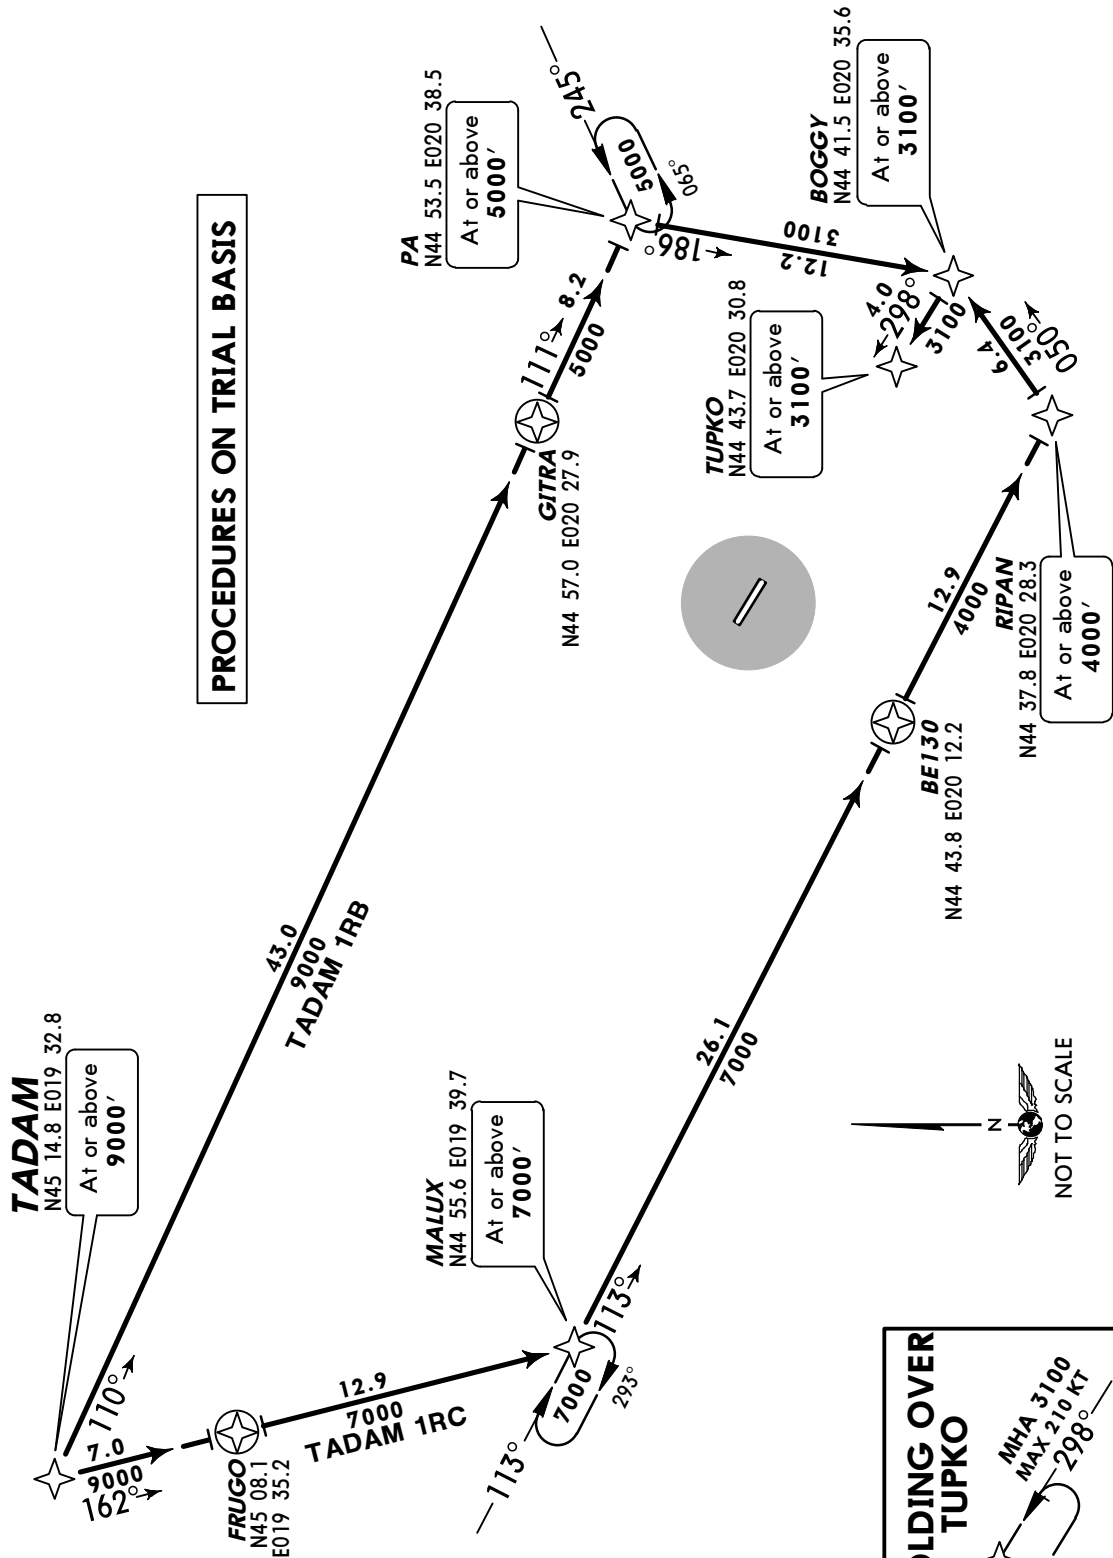 PROCEDURES ON TRIAL BASIS
TADAM
N45 14.8 E019 32.8
At or above
9000'
110°
43.0
9000
TADAM 1RB
GITRA
N44 57.0 E020 27.9
111°
8.2
5000
PA
N44 53.5 E020 38.5
At or above
5000'
245°
5000
065°
186°
12.2
3100
BOGGY
N44 41.5 E020 35.6
At or above
3100'
4.0
298°
3100
TUPKO
N44 43.7 E020 30.8
At or above
3100'
7.0
9000
162°
FRUGO
N45 08.1
E019 35.2
12.9
7000
TADAM 1RC
MALUX
N44 55.6 E019 39.7
At or above
7000'
113°
7000
293°
113°
26.1
7000
BE130
N44 43.8 E020 12.2
12.9
4000
RIPAN
N44 37.8 E020 28.3
At or above
4000'
6.4
3100
050°
N
NOT TO SCALE
OLDING OVER
TUPKO
MHA 3100
MAX 210 KT
298°